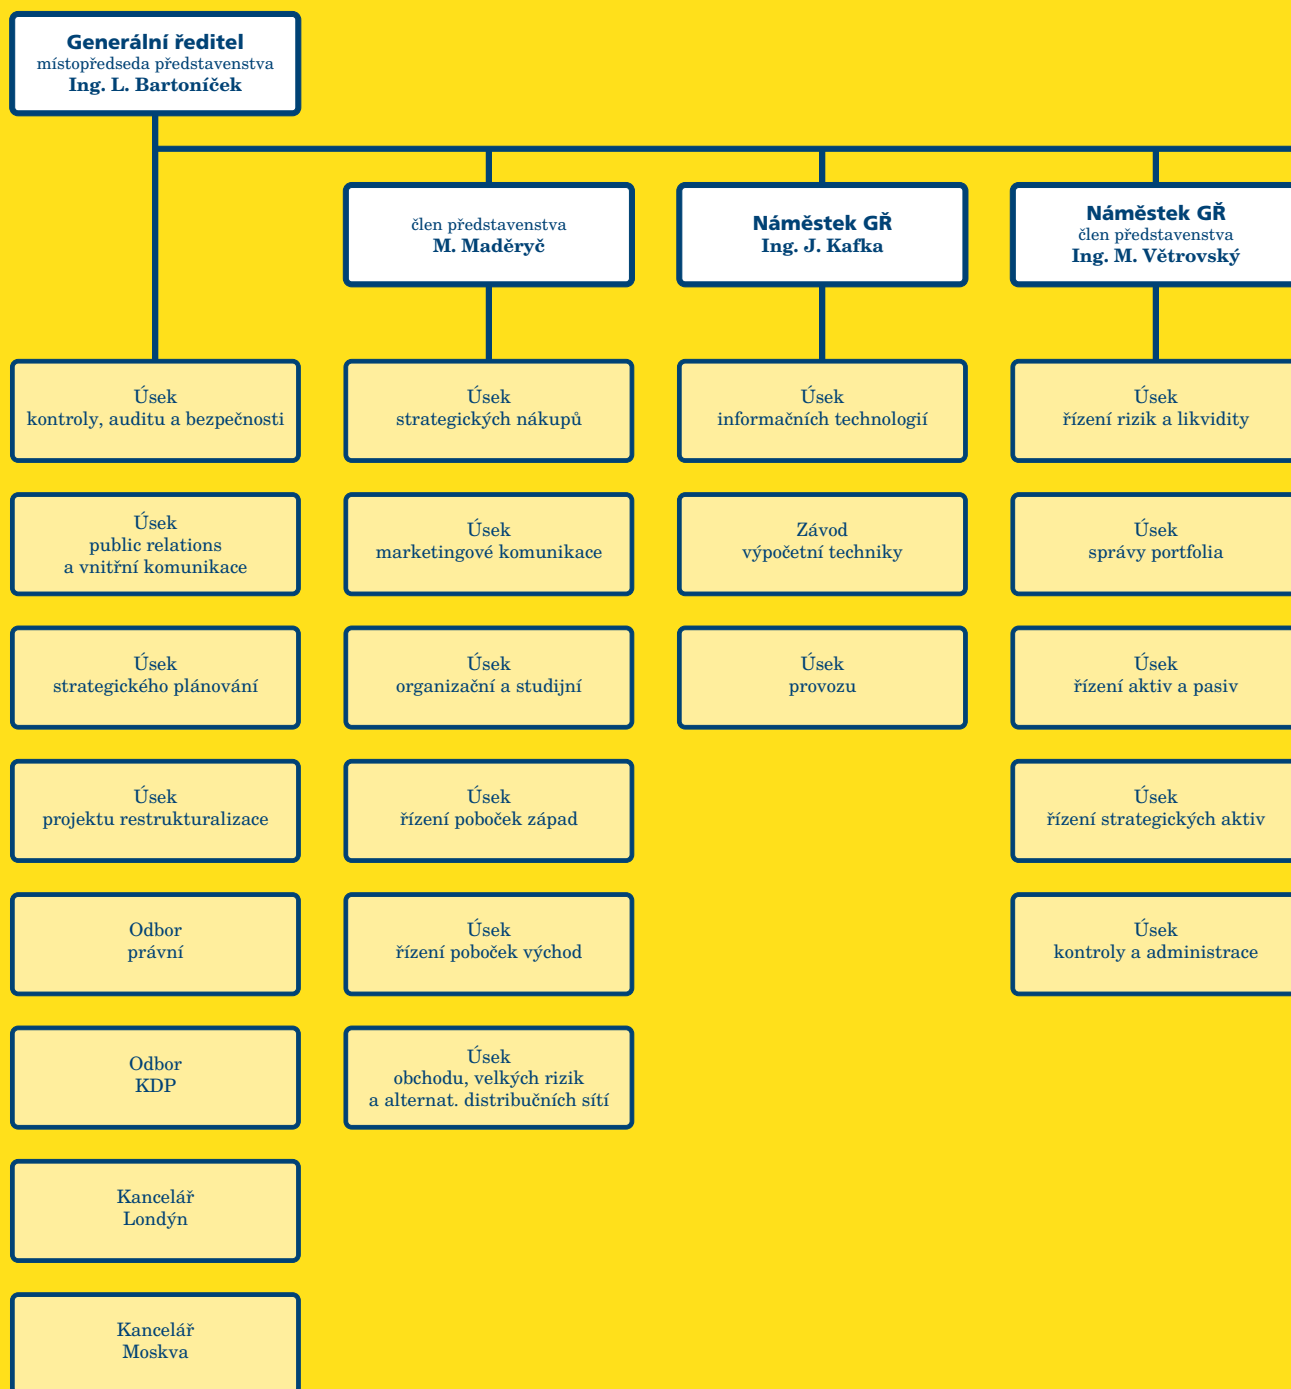 Generální ředitel
místopředseda představenstva
Ing. L. Bartoníček
člen představenstva
M. Maděryč
Náměstek GŘ
Ing. J. Kafka
Náměstek GŘ
člen představenstva
Ing. M. Větrovský
Úsek
kontroly, auditu a bezpečnosti
Úsek
public relations
a vnitřní komunikace
Úsek
strategického plánování
Úsek
projektu restrukturalizace
Odbor
právní
Odbor
KDP
Kancelář
Londýn
Kancelář
Moskva
Úsek
strategických nákupů
Úsek
marketingové komunikace
Úsek
organizační a studijní
Úsek
řízení poboček západ
Úsek
řízení poboček východ
Úsek
obchodu, velkých rizik
a alternat. distribučních sítí
Úsek
informačních technologií
Závod
výpočetní techniky
Úsek
provozu
Úsek
řízení rizik a likvidity
Úsek
správy portfolia
Úsek
řízení aktiv a pasiv
Úsek
řízení strategických aktiv
Úsek
kontroly a administrace